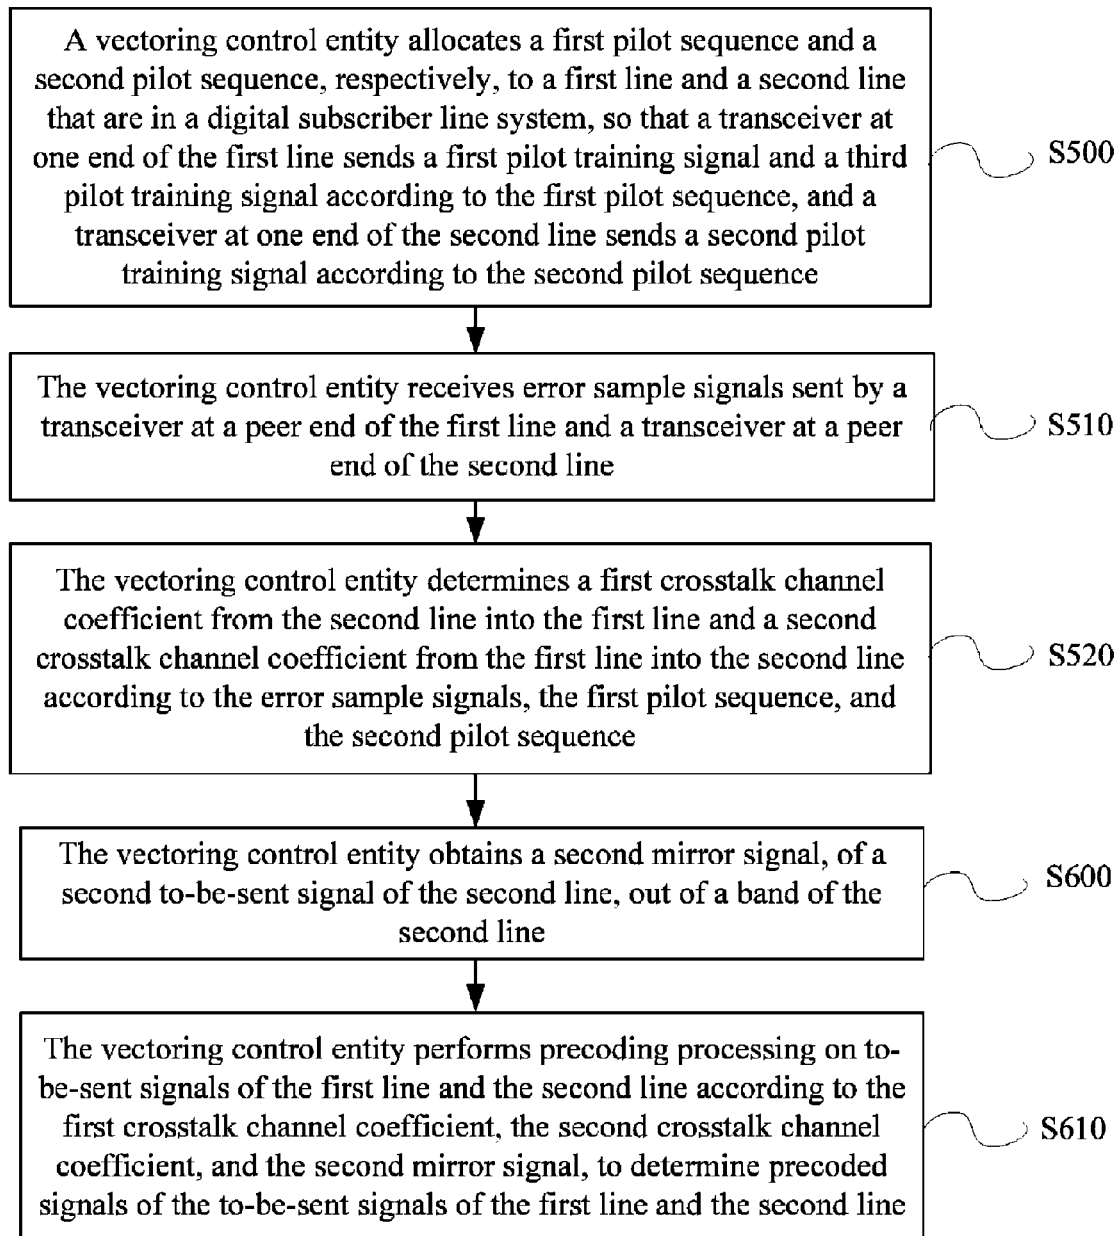 A vectoring control entity allocates a first pilot sequence and a
second pilot sequence, respectively, to a first line and a second line
that are in a digital subscriber line system, so that a transceiver at
one end of the first line sends a first pilot training signal and a third
pilot training signal according to the first pilot sequence, and a
transceiver at one end of the second line sends a second pilot
training signal according to the second pilot sequence
S500
The vectoring control entity receives error sample signals sent by a
transceiver at a peer end of the first line and a transceiver at a peer
end of the second line
S510
The vectoring control entity determines a first crosstalk channel
coefficient from the second line into the first line and a second
crosstalk channel coefficient from the first line into the second line
according to the error sample signals, the first pilot sequence, and
the second pilot sequence
S520
The vectoring control entity obtains a second mirror signal, of a
second to-be-sent signal of the second line, out of a band of the
second line
S600
The vectoring control entity performs precoding processing on to-
be-sent signals of the first line and the second line according to the
first crosstalk channel coefficient, the second crosstalk channel
coefficient, and the second mirror signal, to determine precoded
signals of the to-be-sent signals of the first line and the second line
S610